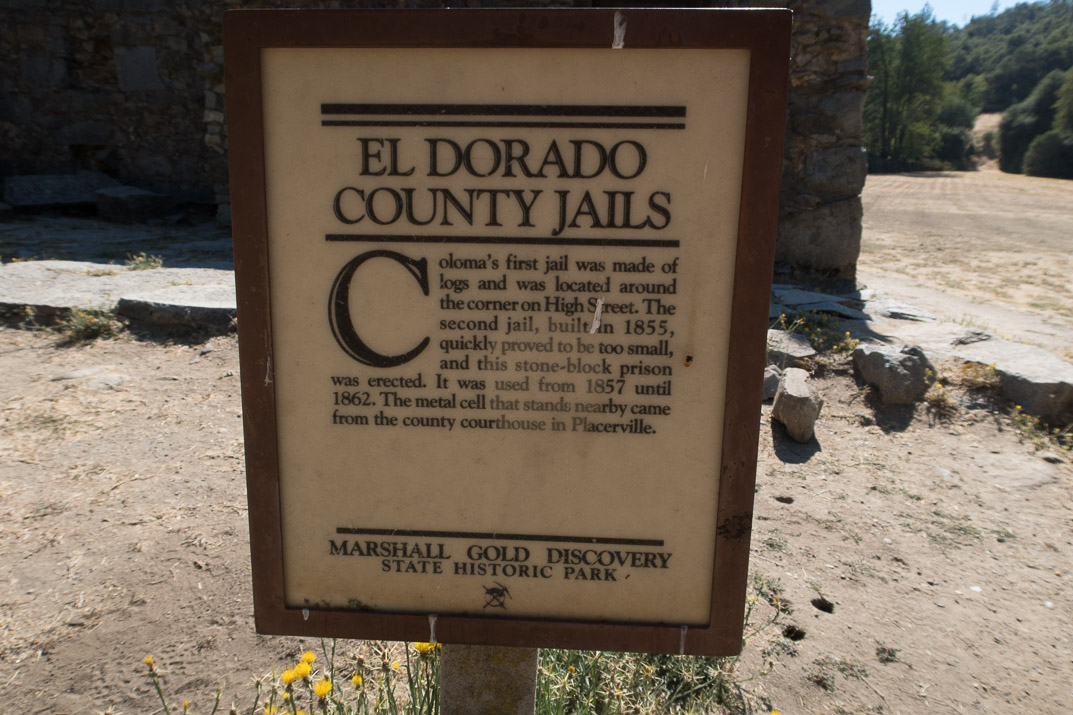 EL DORADO
COUNTY JAILS
Coloma's first jail was made of
logs and was located around
the corner on High Street. The
second jail, built in 1855,
quickly proved to be too small,
and this stone-block prison
was erected. It was used from 1857 until
1862. The metal cell that stands nearby came
from the county courthouse in Placerville.
MARSHALL GOLD DISCOVERY
STATE HISTORIC PARK